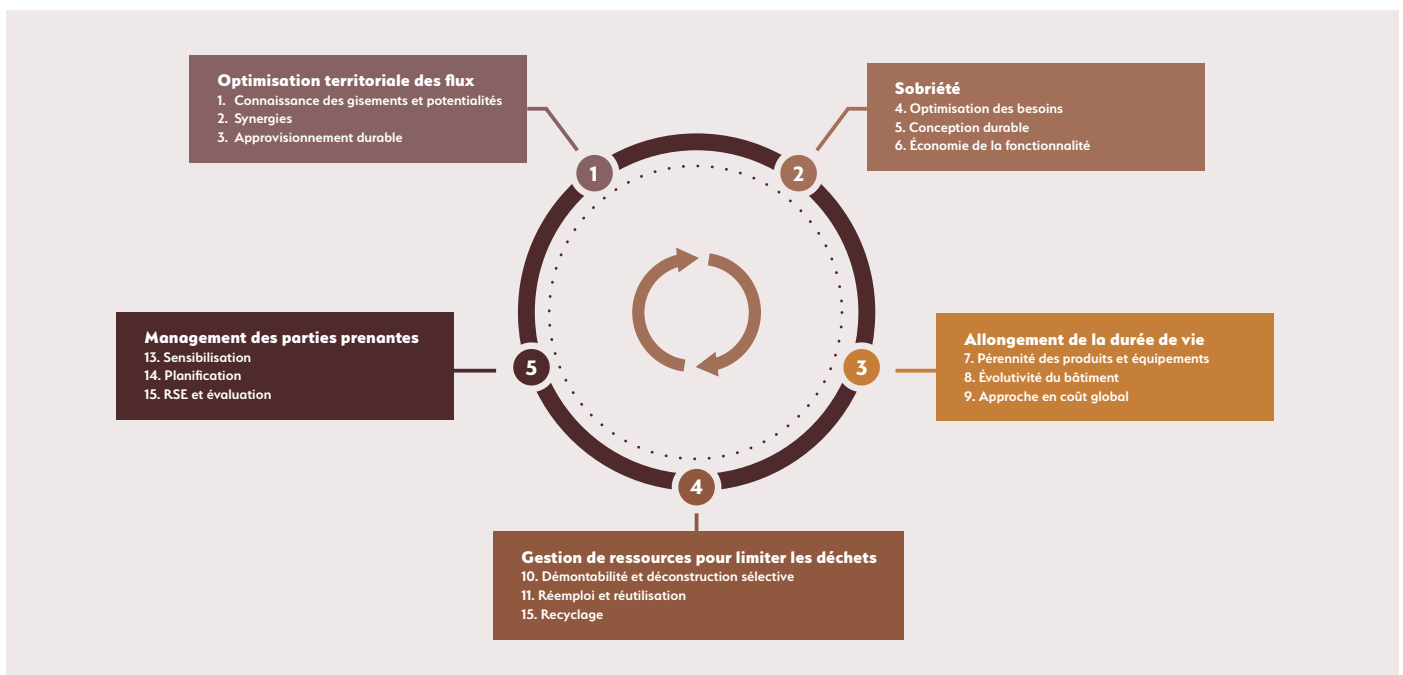 Optimisation territoriale des flux
1. Connaissance des gisements et potentialités
2. Synergies
3. Approvisionnement durable
1
Sobriété
4. Optimisation des besoins
5. Conception durable
6. Économie de la fonctionnalité
2
Allongement de la durée de vie
7. Pérennité des produits et équipements
8. Évolutivité du bâtiment
9. Approche en coût global
3
Gestion de ressources pour limiter les déchets
10. Démontabilité et déconstruction sélective
11. Réemploi et réutilisation
15. Recyclage
4
Management des parties prenantes
13. Sensibilisation
14. Planification
15. RSE et évaluation
5